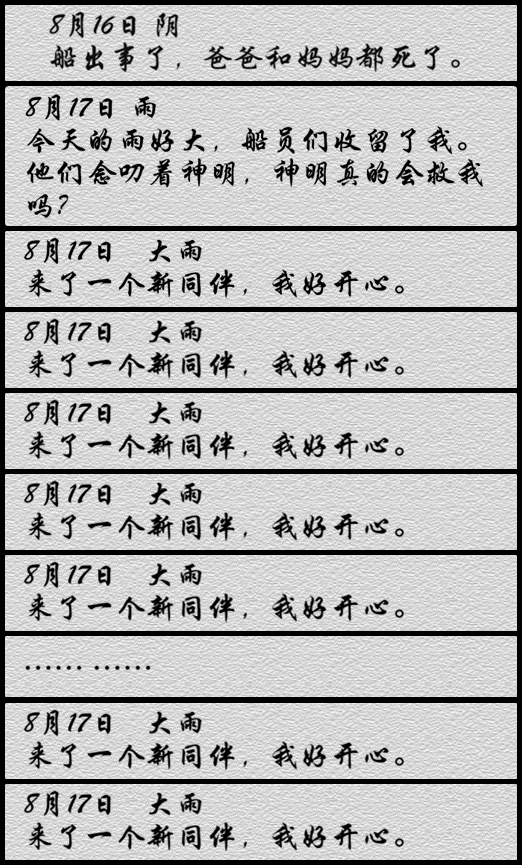 8月16日 阴
船出事了，爸爸和妈妈都死了。
8月17日 雨
今天的雨好大，船员们收留了我。
他们念叨着神明，神明真的会救我
吗？
8月17日 大雨
来了一个新同伴，我好开心。
8月17日 大雨
来了一个新同伴，我好开心。
8月17日 大雨
来了一个新同伴，我好开心。
8月17日 大雨
来了一个新同伴，我好开心。
8月17日 大雨
来了一个新同伴，我好开心。
…… ……
8月17日 大雨
来了一个新同伴，我好开心。
8月17日 大雨
来了一个新同伴，我好开心。